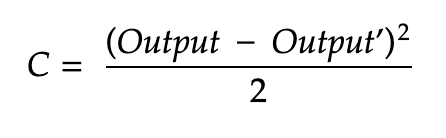 C = (Output − Output′)² / 2